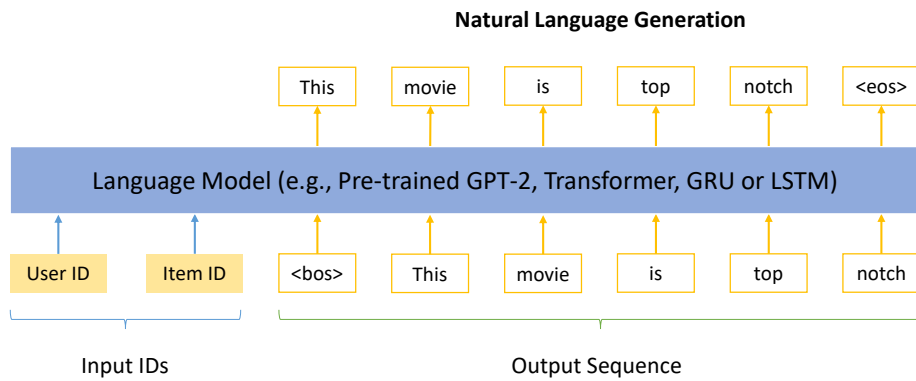 Natural Language Generation
This movie is top notch <eos>
Language Model (e.g., Pre-trained GPT-2, Transformer, GRU or LSTM)
User ID Item ID <bos> This movie is top notch
Input IDs Output Sequence